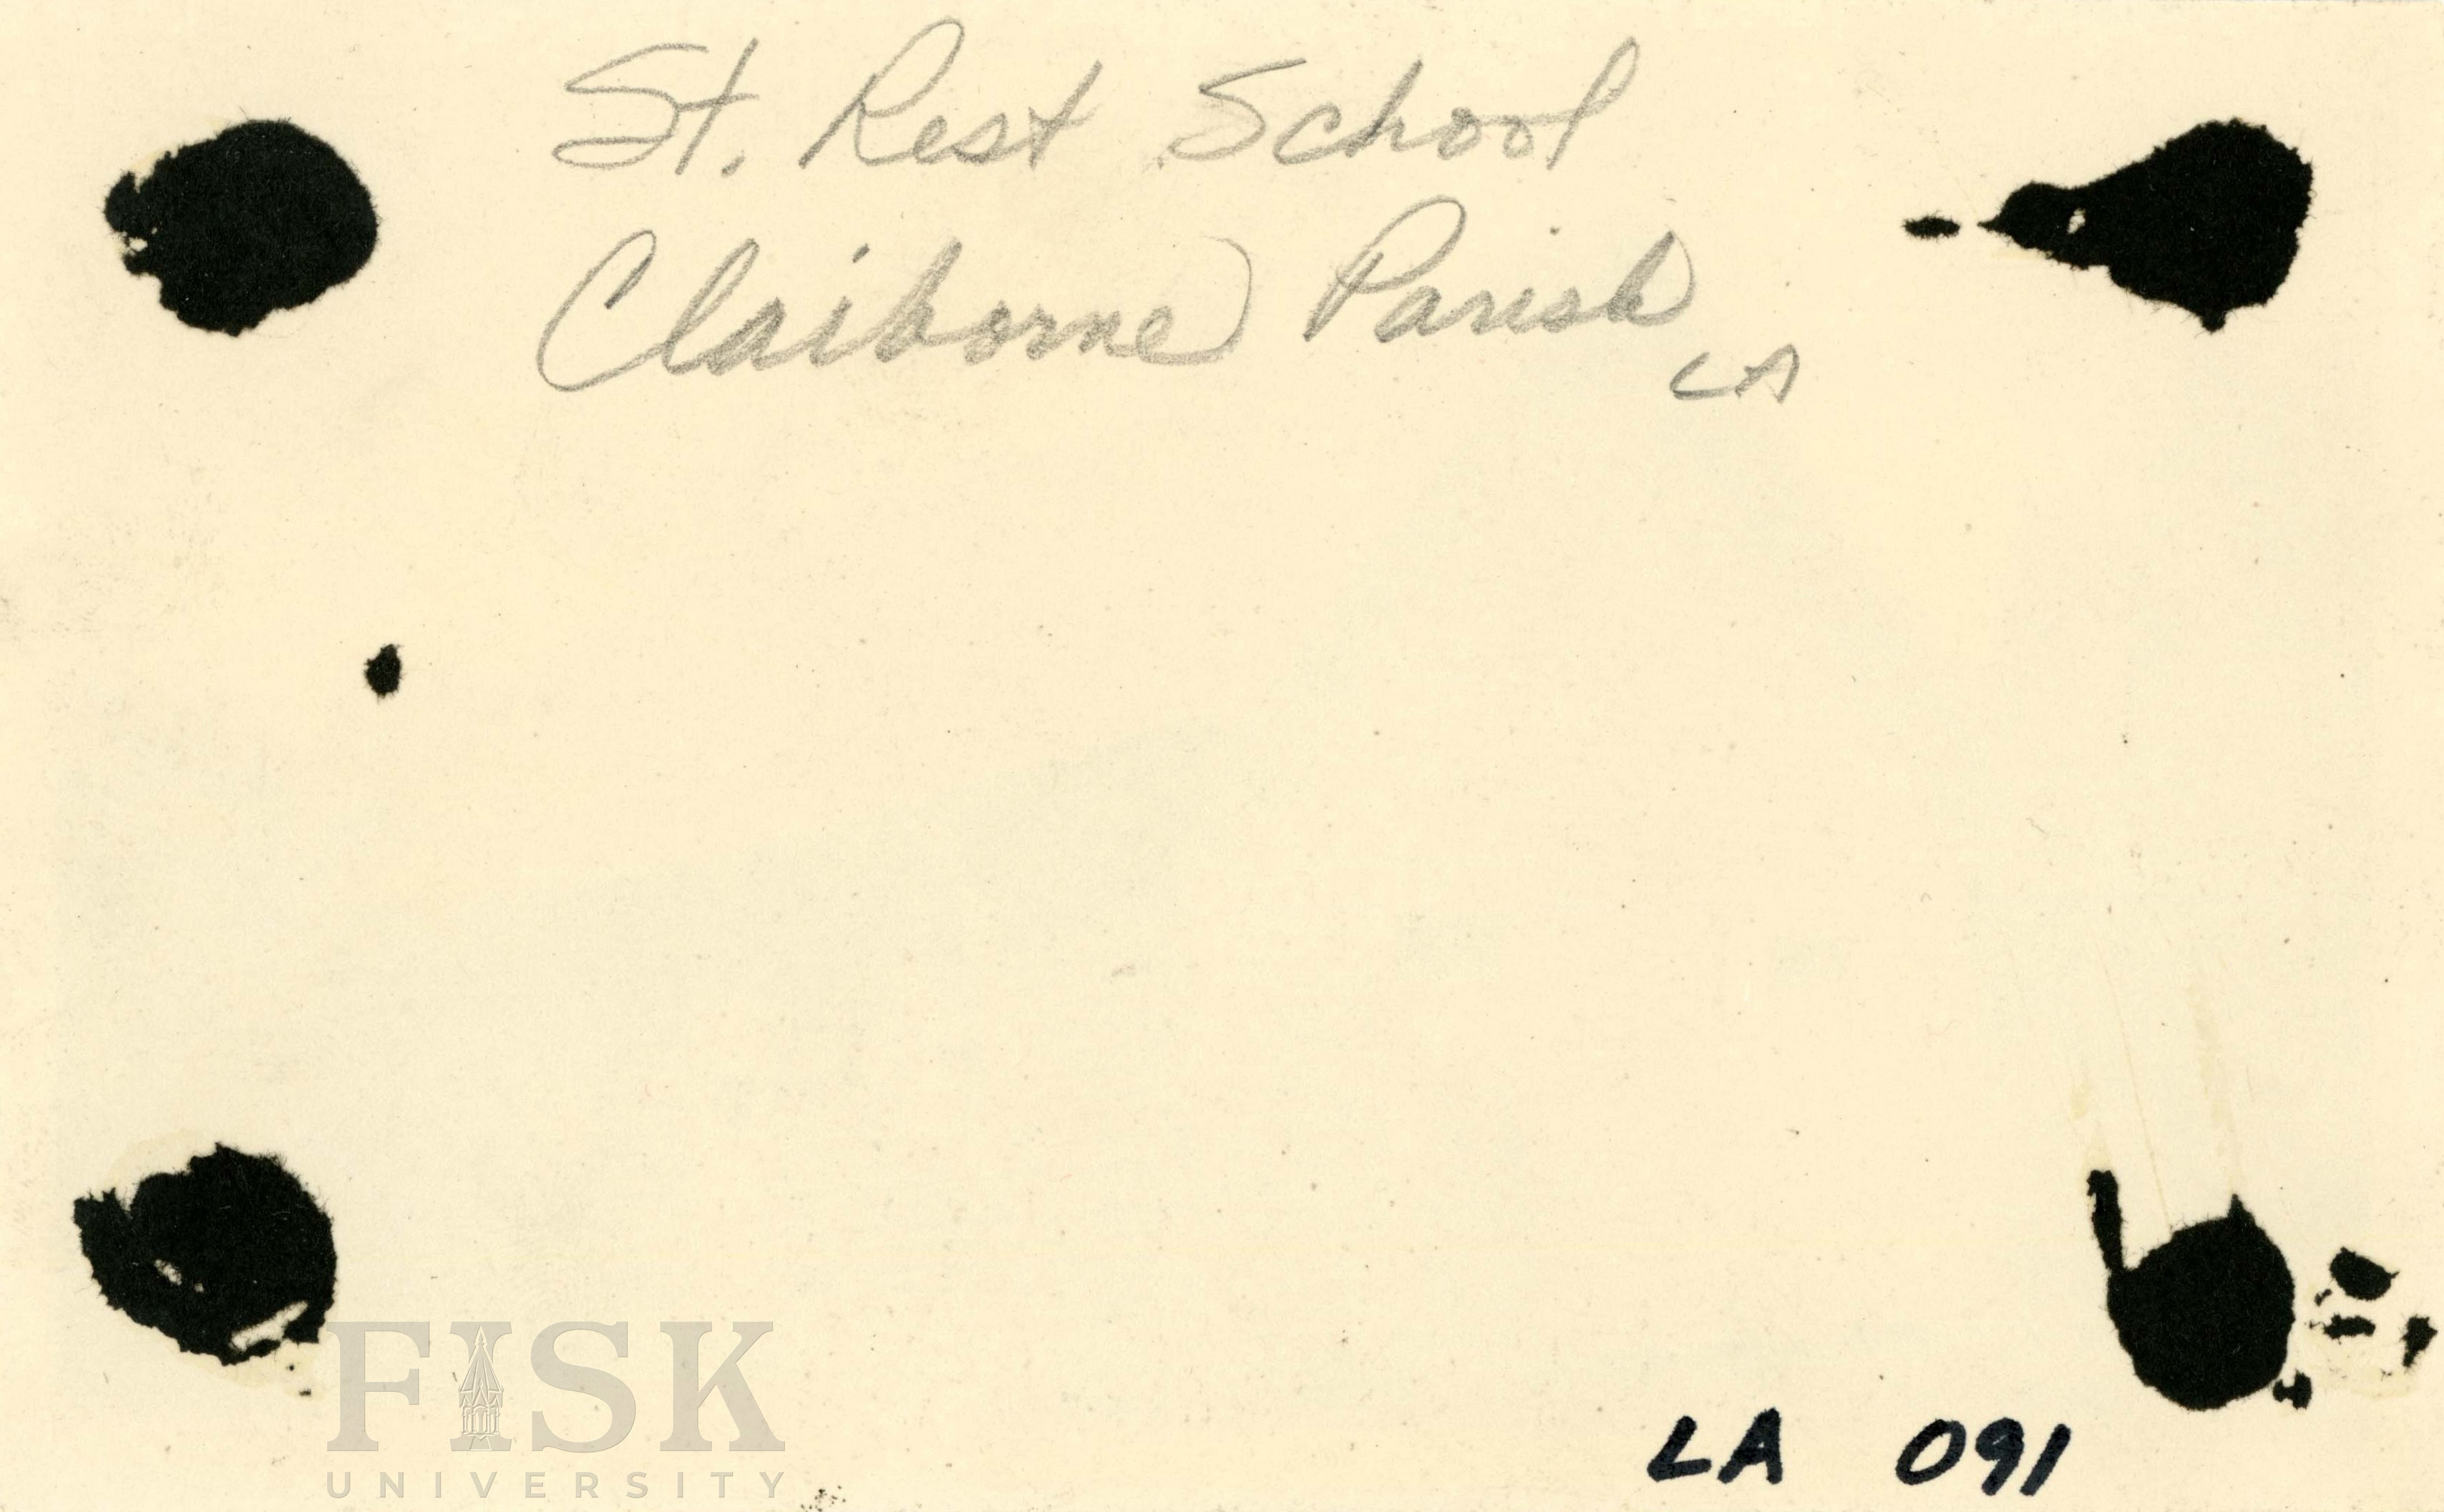 St. Rest School
Claiborne Parish
LA
FISK
UNIVERSITY
LA 091